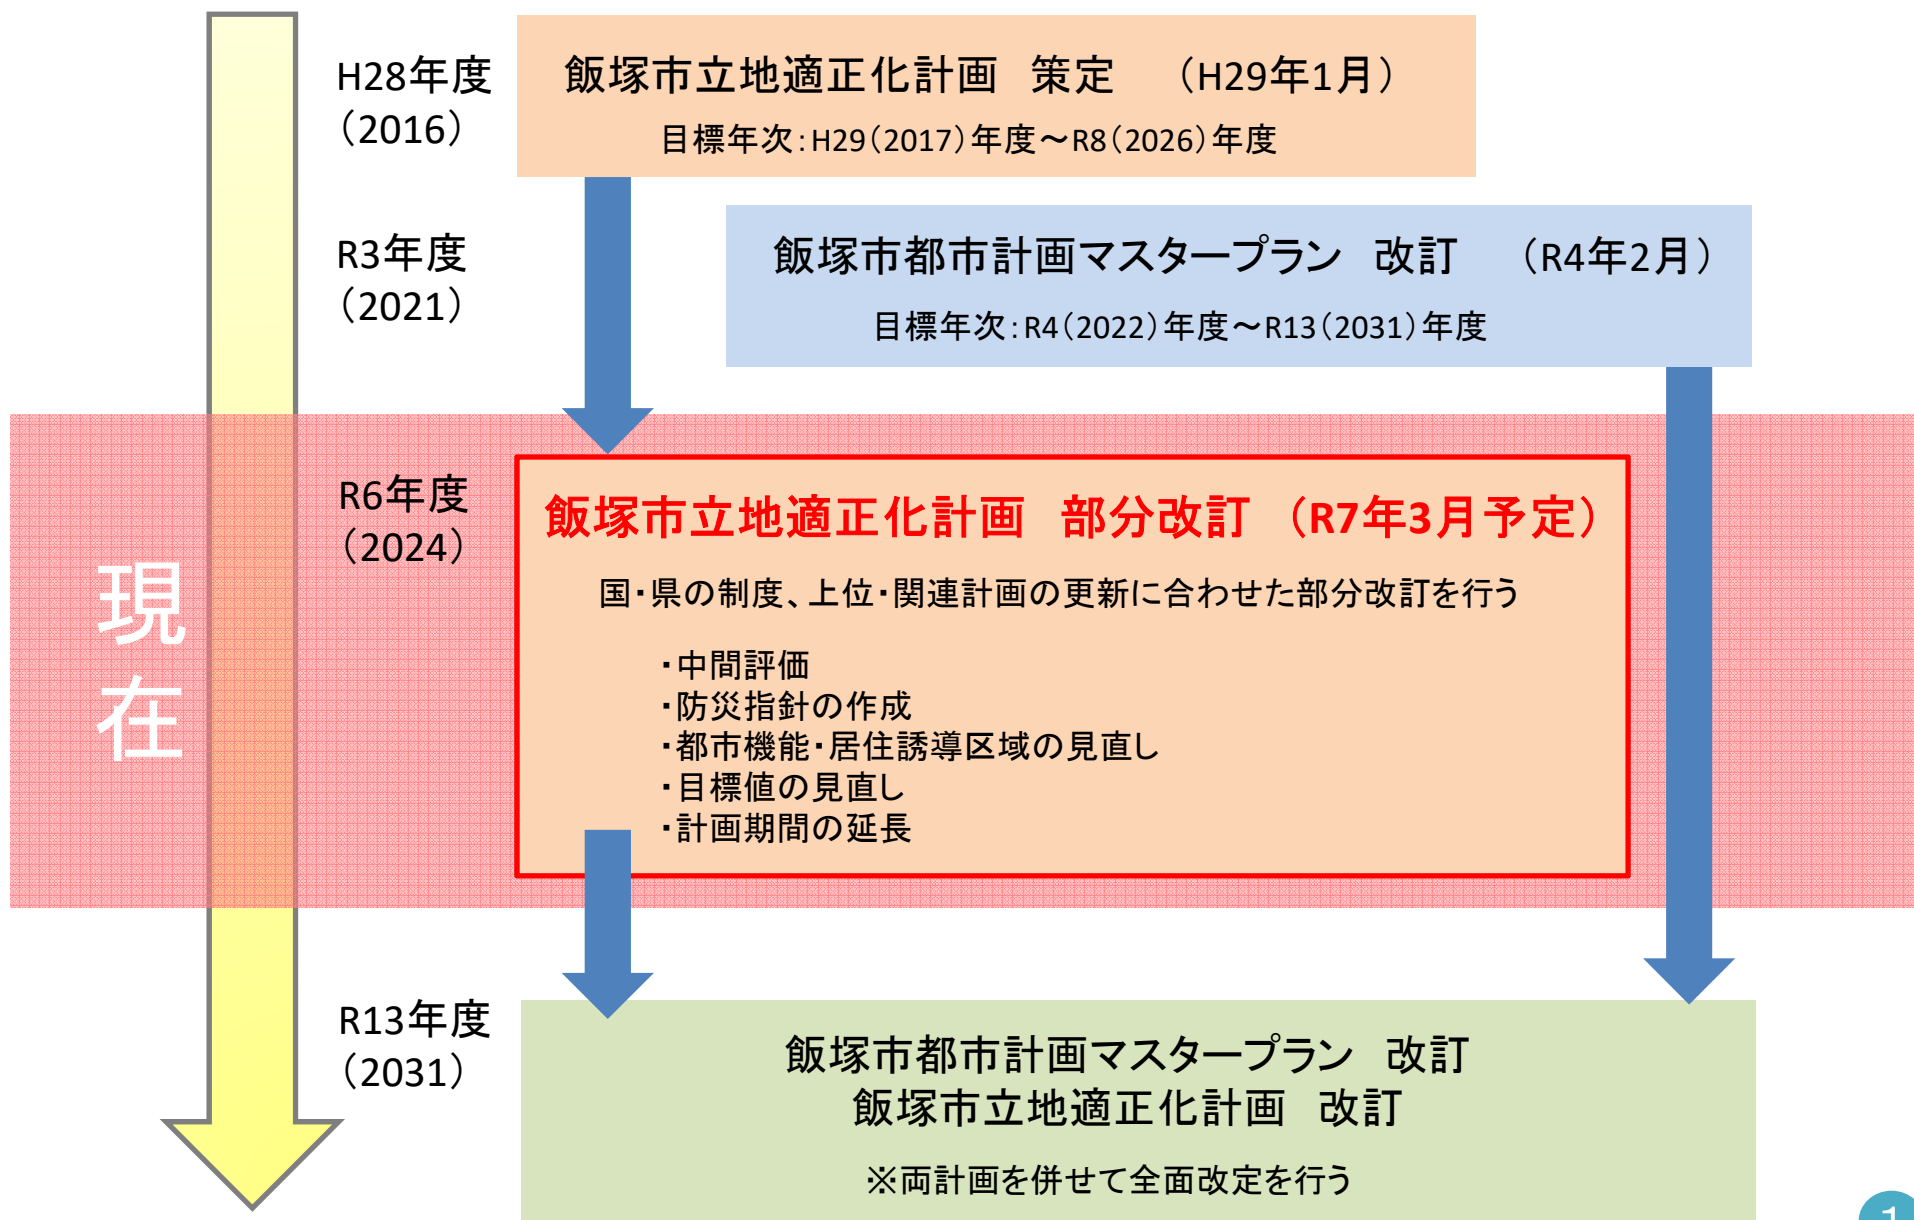 H28年度
（2016）
飯塚市立地適正化計画　策定　（H29年1月）
目標年次：H29（2017）年度～R8（2026）年度
R3年度
（2021）
飯塚市都市計画マスタープラン　改訂　（R4年2月）
目標年次：R4（2022）年度～R13（2031）年度
現在
R6年度
（2024）
飯塚市立地適正化計画　部分改訂　（R7年3月予定）
国・県の制度、上位・関連計画の更新に合わせた部分改訂を行う
・中間評価
・防災指針の作成
・都市機能・居住誘導区域の見直し
・目標値の見直し
・計画期間の延長
R13年度
（2031）
飯塚市都市計画マスタープラン　改訂
飯塚市立地適正化計画　改訂
※両計画を併せて全面改定を行う
1